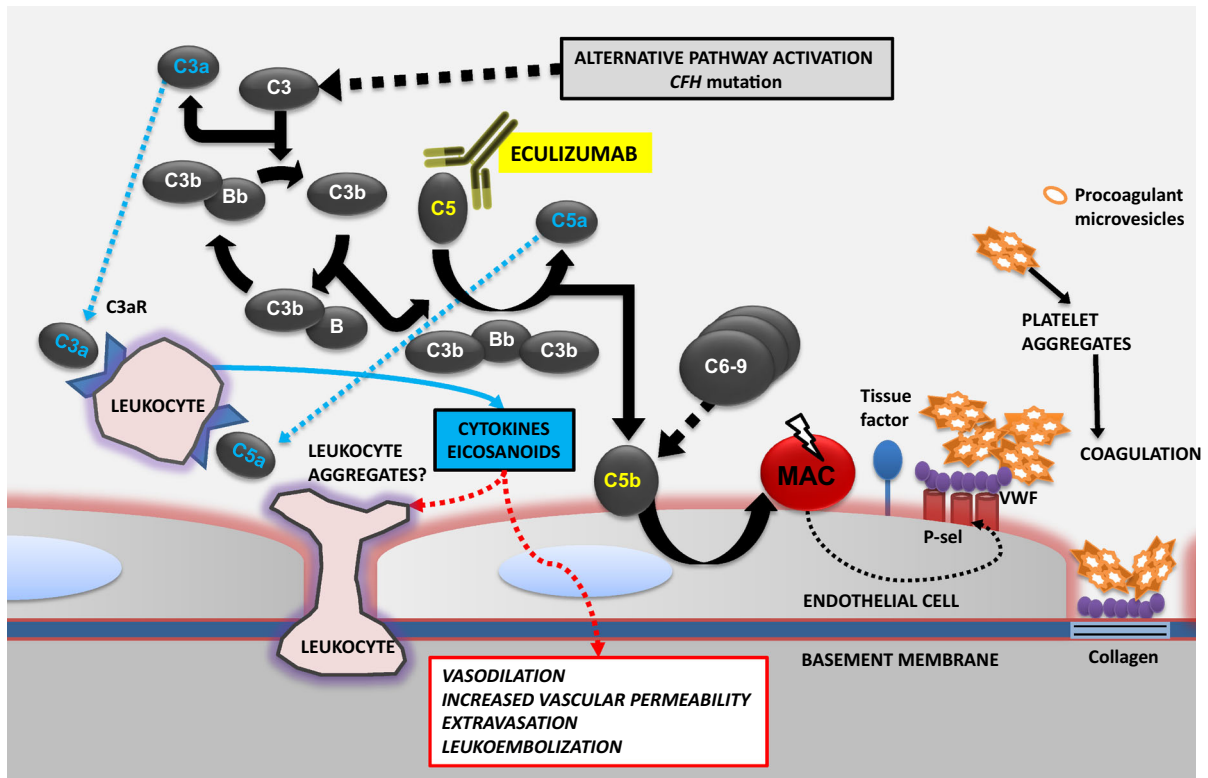 C3a
C3
ALTERNATIVE PATHWAY ACTIVATION
CFH mutation
ECULIZUMAB
C3b
Bb
C3b
C5
C5a
Procoagulant
microvesicles
C3aR
C3b
B
C3a
C3b
Bb
C3b
C6-9
PLATELET
AGGREGATES
LEUKOCYTE
C5a
CYTOKINES
EICOSANOIDS
Tissue
factor
LEUKOCYTE
AGGREGATES?
COAGULATION
C5b
MAC
VWF
P-sel
ENDOTHELIAL CELL
LEUKOCYTE
BASEMENT MEMBRANE
Collagen
VASODILATION
INCREASED VASCULAR PERMEABILITY
EXTRAVASATION
LEUKOEMBOLIZATION